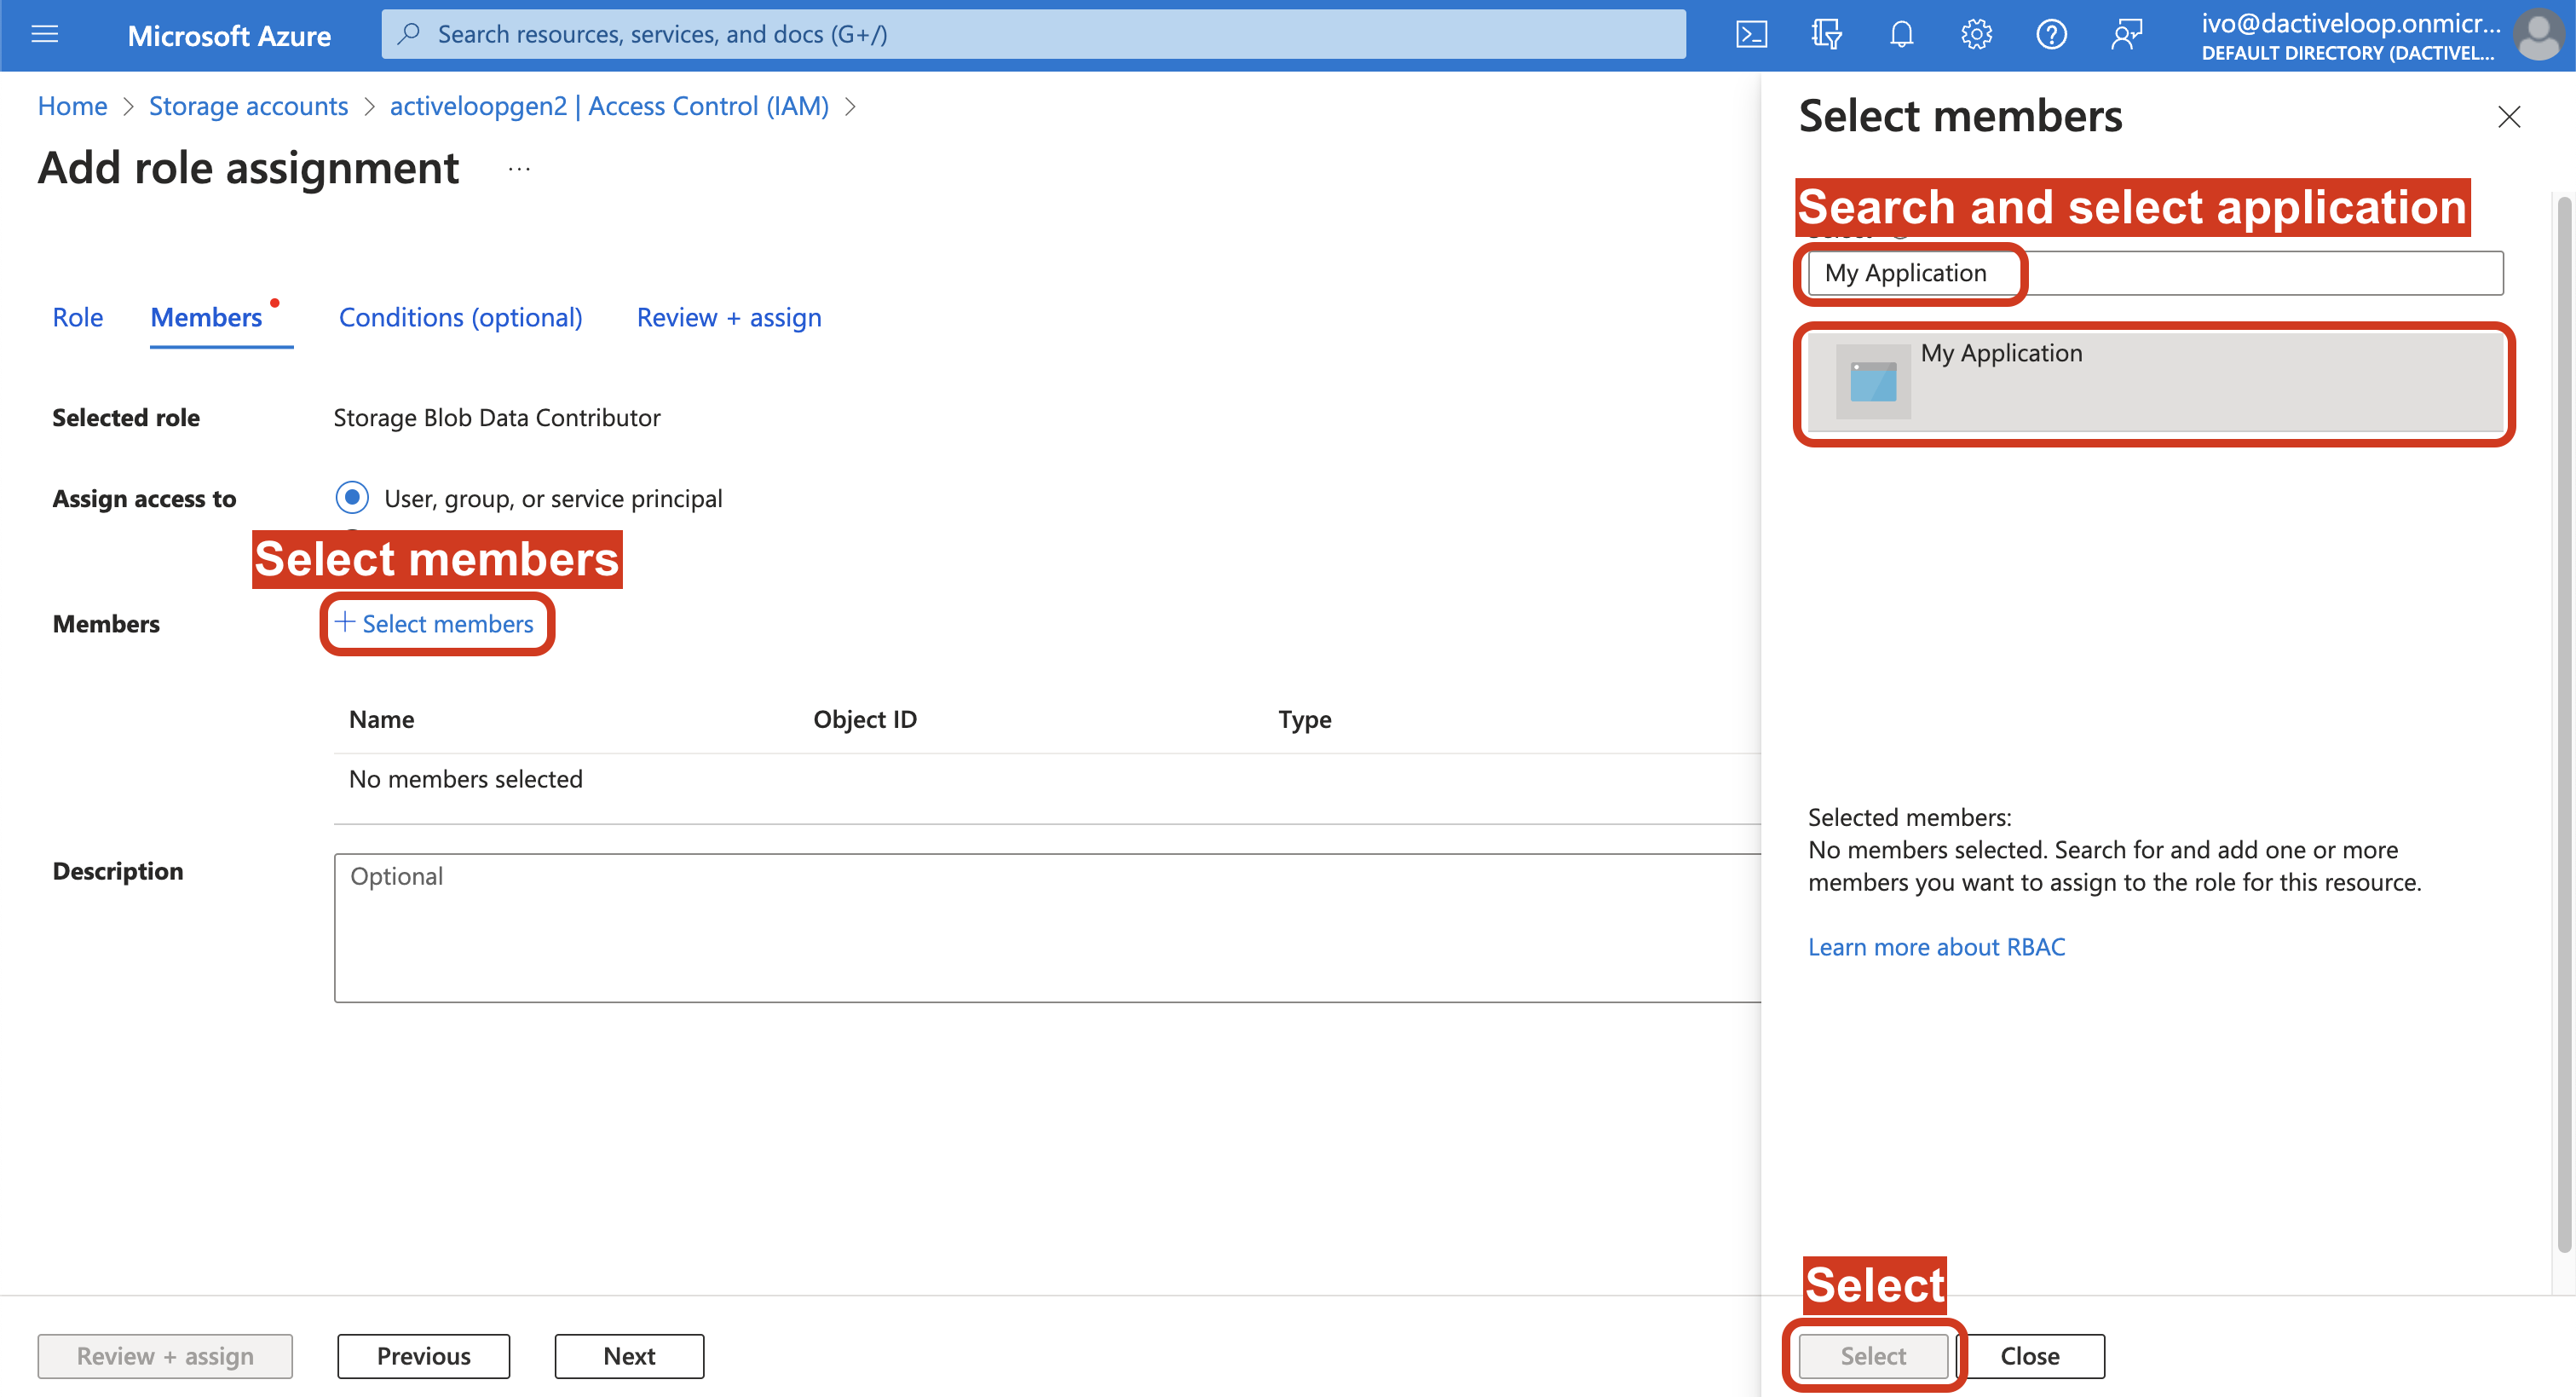 Microsoft Azure
Search resources, services, and docs (G+/)
ivo@dactiveloop.onmicr...
DEFAULT DIRECTORY (DACTIVEL...
Home > Storage accounts > activeloopgen2 | Access Control (IAM) >
Add role assignment ...
Role Members Conditions (optional) Review + assign
Selected role Storage Blob Data Contributor
Assign access to User, group, or service principal
Select members
Members + Select members
Name Object ID Type
No members selected
Description Optional
Review + assign Previous Next
Select members
Search and select application
My Application
My Application
Selected members:
No members selected. Search for and add one or more
members you want to assign to the role for this resource.
Learn more about RBAC
Select
Select Close